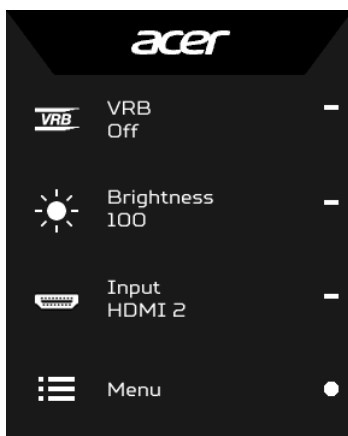 acer
VRB
VRB
Off
Brightness
100
Input
HDMI 2
Menu